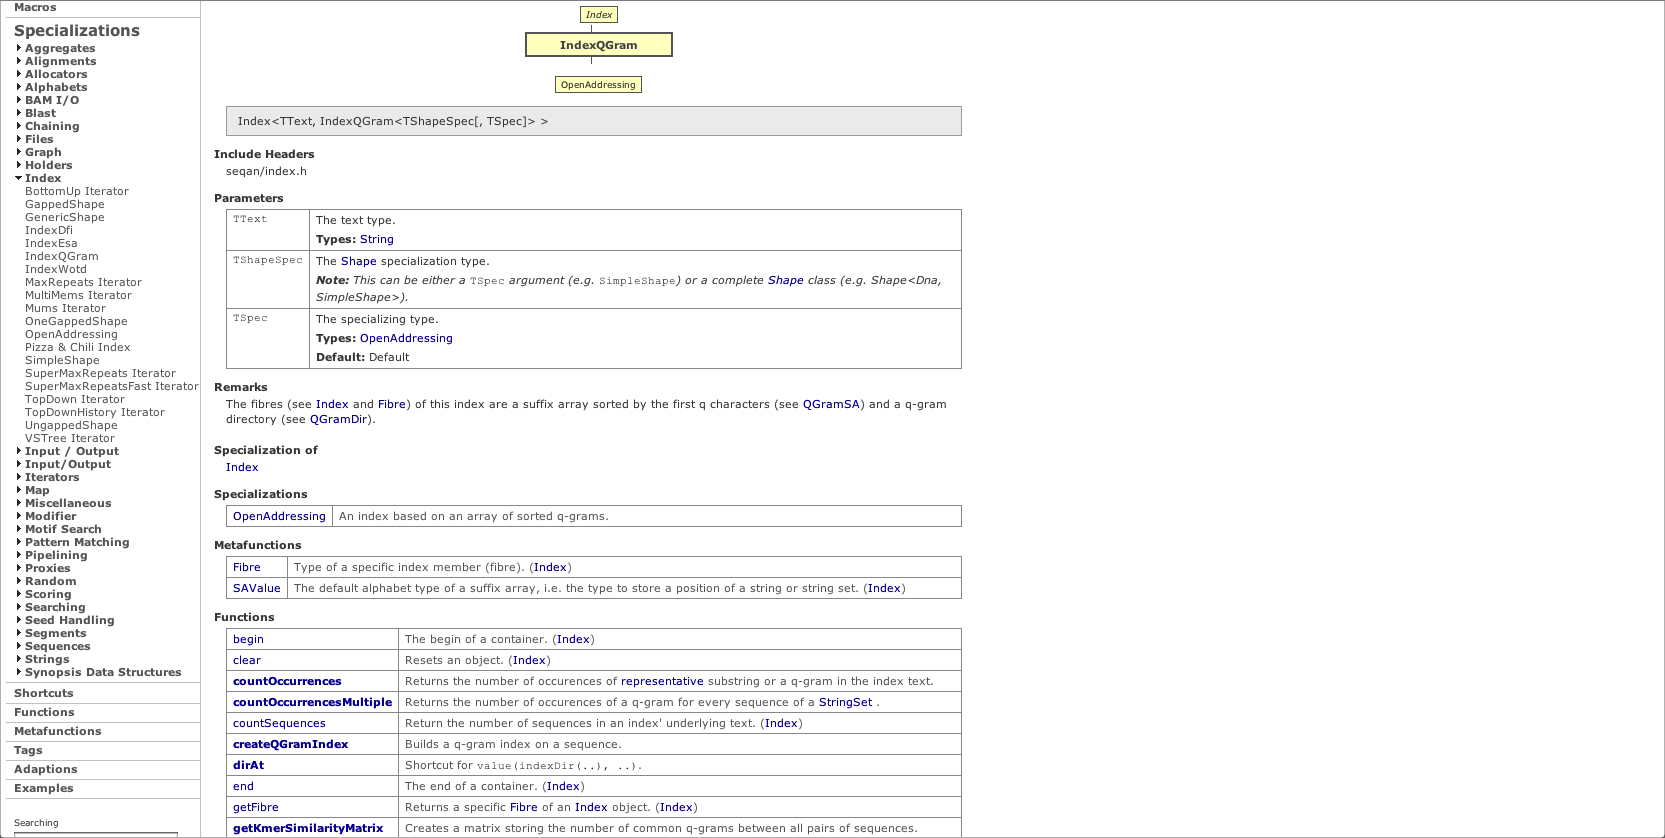 Macros
Specializations
Aggregates
Alignments
Allocators
Alphabets
BAM I/O
Blast
Chaining
Files
Graph
Holders
Index
BottomUp Iterator
GappedShape
GenericShape
IndexDfi
IndexEsa
IndexQGram
IndexWotd
MaxRepeats Iterator
MultiMems Iterator
Mums Iterator
OneGappedShape
OpenAddressing
Pizza & Chili Index
SimpleShape
SuperMaxRepeats Iterator
SuperMaxRepeatsFast Iterator
TopDown Iterator
TopDownHistory Iterator
UngappedShape
VSTree Iterator
Input / Output
Input/Output
Iterators
Map
Miscellaneous
Modifier
Motif Search
Pattern Matching
Pipelining
Proxies
Random
Scoring
Searching
Seed Handling
Segments
Sequences
Strings
Synopsis Data Structures
Shortcuts
Functions
Metafunctions
Tags
Adaptions
Examples
Searching
Index
IndexQGram
OpenAddressing
Index<TText, IndexQGram<TShapeSpec[, TSpec]> >
Include Headers
seqan/index.h
Parameters
TText The text type.
Types: String
TShapeSpec The Shape specialization type.
Note: This can be either a TSpec argument (e.g. SimpleShape) or a complete Shape class (e.g. Shape<Dna,
SimpleShape>).
TSpec The specializing type.
Types: OpenAddressing
Default: Default
Remarks
The fibres (see Index and Fibre) of this index are a suffix array sorted by the first q characters (see QGramSA) and a q-gram
directory (see QGramDir).
Specialization of
Index
Specializations
OpenAddressing An index based on an array of sorted q-grams.
Metafunctions
Fibre Type of a specific index member (fibre). (Index)
SAValue The default alphabet type of a suffix array, i.e. the type to store a position of a string or string set. (Index)
Functions
begin The begin of a container. (Index)
clear Resets an object. (Index)
countOccurrences Returns the number of occurences of representative substring or a q-gram in the index text.
countOccurrencesMultiple Returns the number of occurences of a q-gram for every sequence of a StringSet .
countSequences Return the number of sequences in an index' underlying text. (Index)
createQGramIndex Builds a q-gram index on a sequence.
dirAt Shortcut for value(indexDir(..), ..).
end The end of a container. (Index)
getFibre Returns a specific Fibre of an Index object. (Index)
getKmerSimilarityMatrix Creates a matrix storing the number of common q-grams between all pairs of sequences.